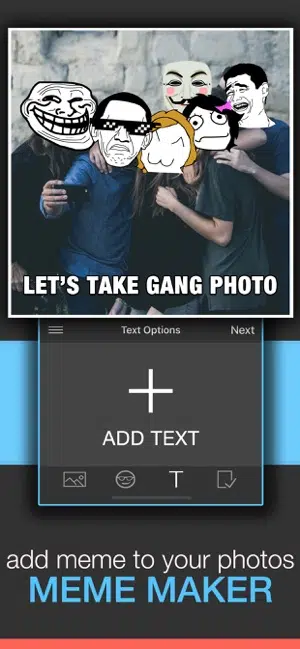 LET'S TAKE GANG PHOTO
Text Options Next
ADD TEXT
T
add meme to your photos
MEME MAKER